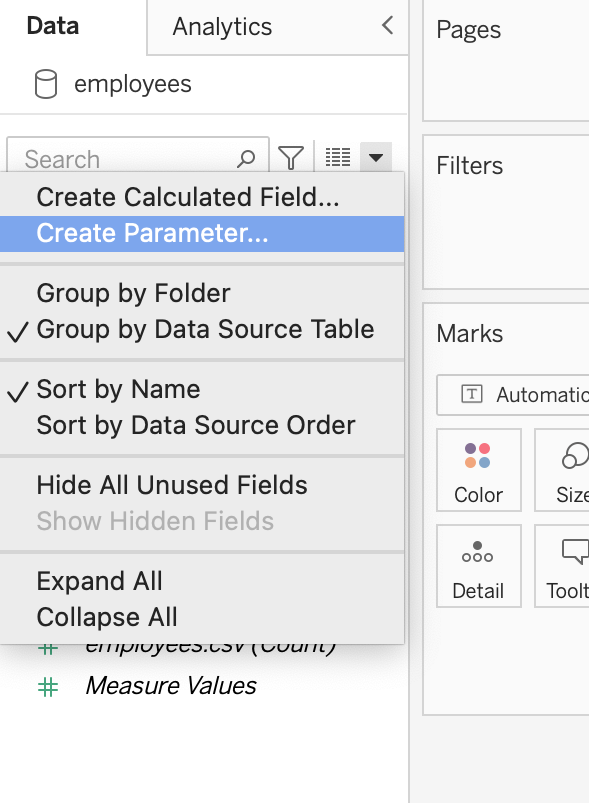 Data
Analytics
Pages
employees
Search
Create Calculated Field...
Create Parameter...
Group by Folder
Group by Data Source Table
Sort by Name
Sort by Data Source Order
Hide All Unused Fields
Show Hidden Fields
Expand All
Collapse All
employees.csv (Count)
Measure Values
Filters
Marks
T Automatic
Color
Size
Detail
Toolt